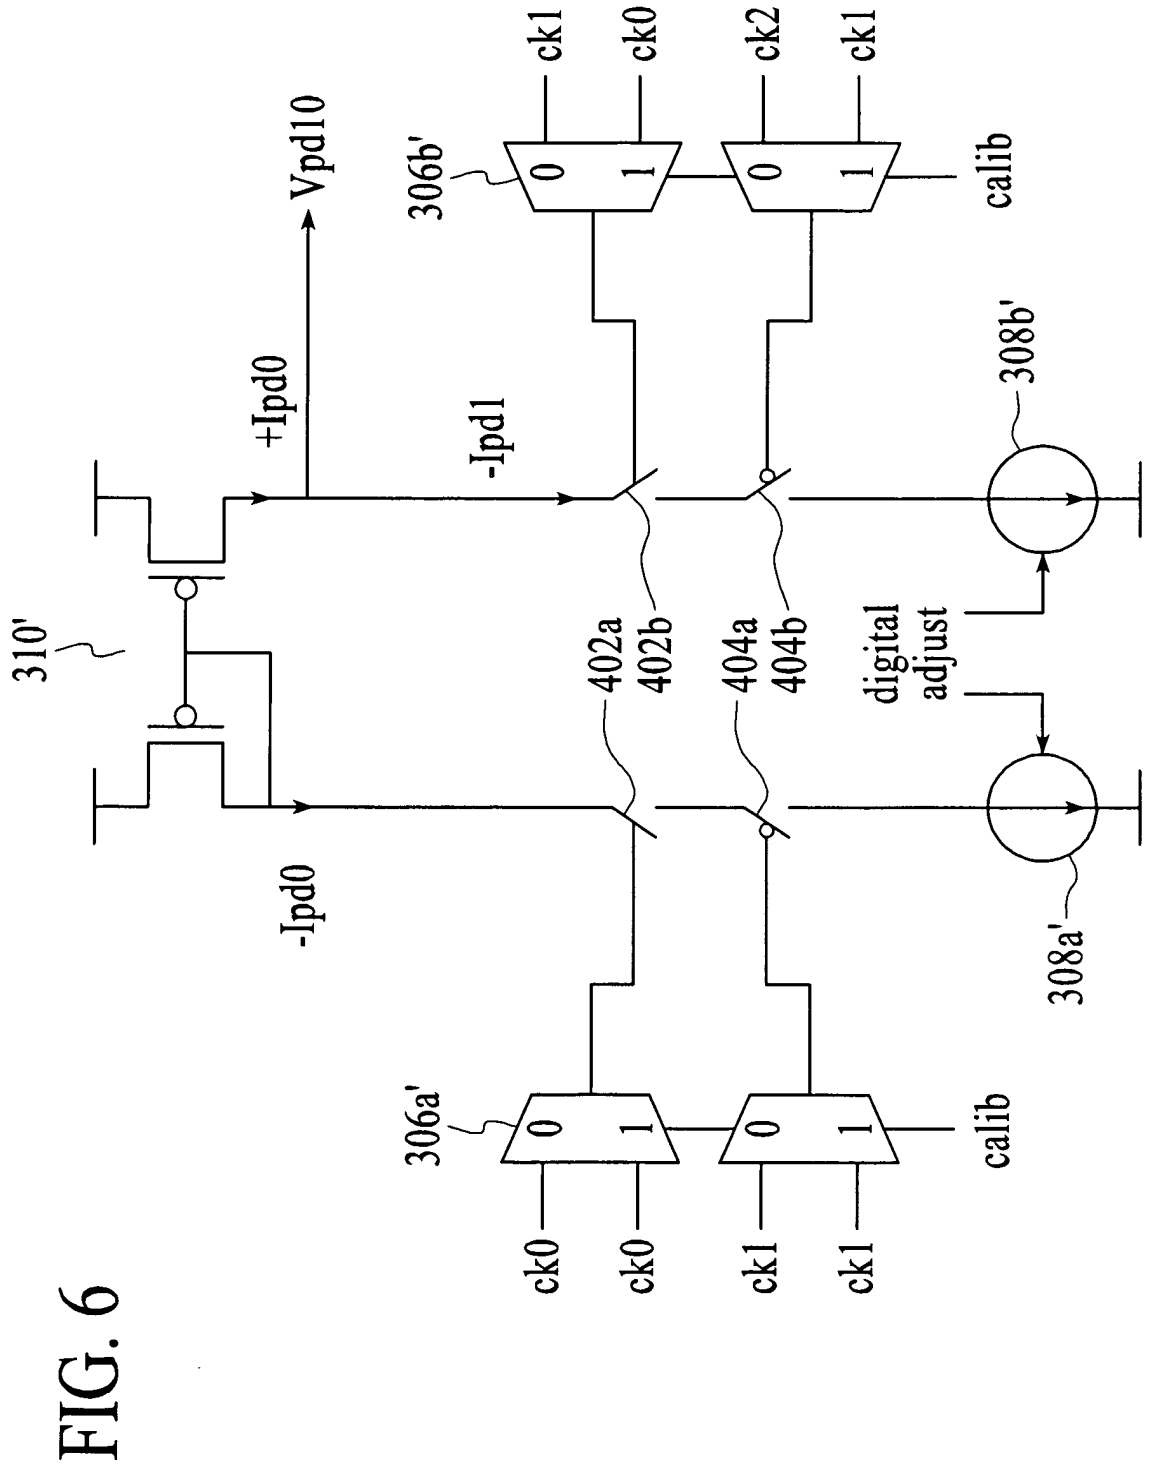 FIG. 6
310'
-Ipd0
+Ipd0
Vpd10
-Ipd1
306a'
0
1
0
1
ck0
ck0
ck1
ck1
calib
402a
402b
404a
404b
306b'
0
1
0
1
ck1
ck0
ck2
ck1
calib
digital
adjust
308a'
308b'